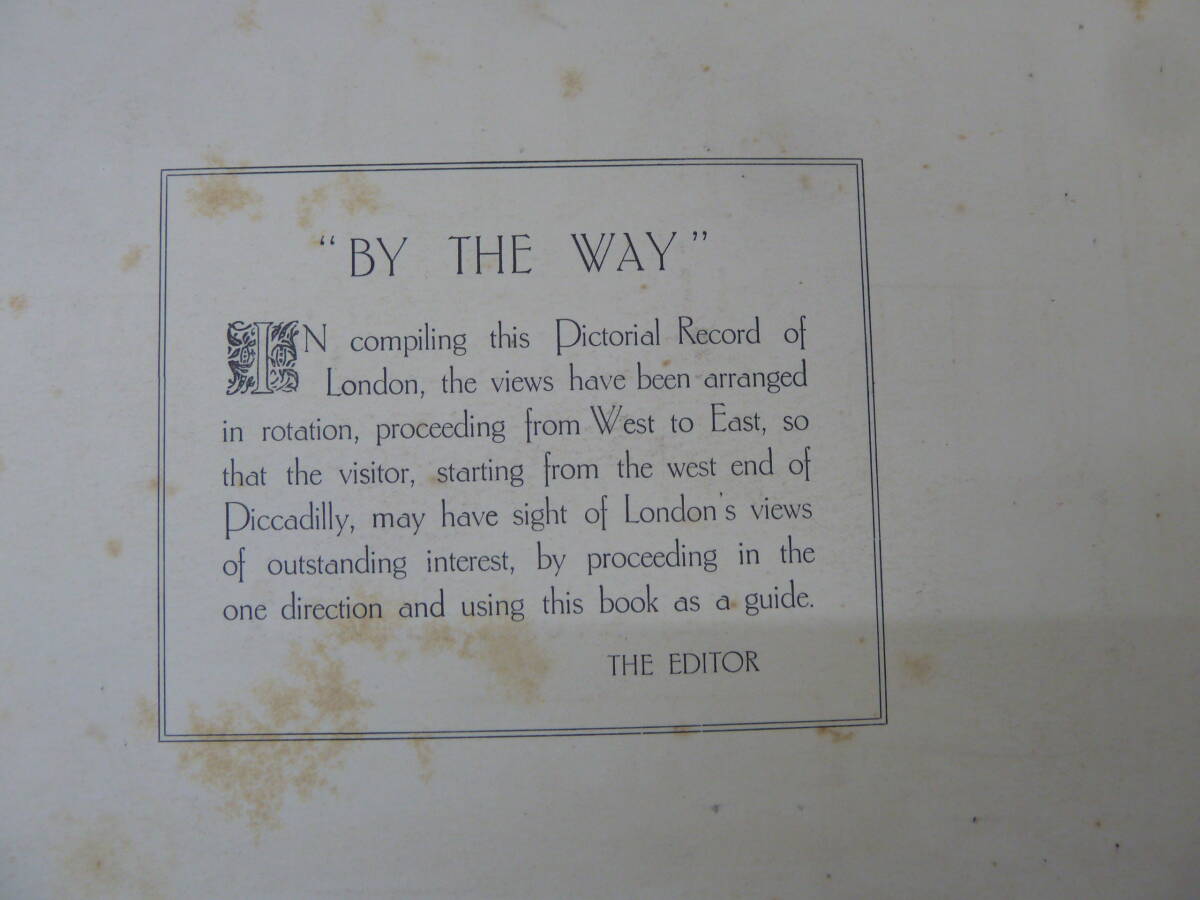 “BY THE WAY”
IN compiling this Pictorial Record of
London, the views have been arranged
in rotation, proceeding from West to East, so
that the visitor, starting from the west end of
Piccadilly, may have sight of London's views
of outstanding interest, by proceeding in the
one direction and using this book as a guide.
THE EDITOR